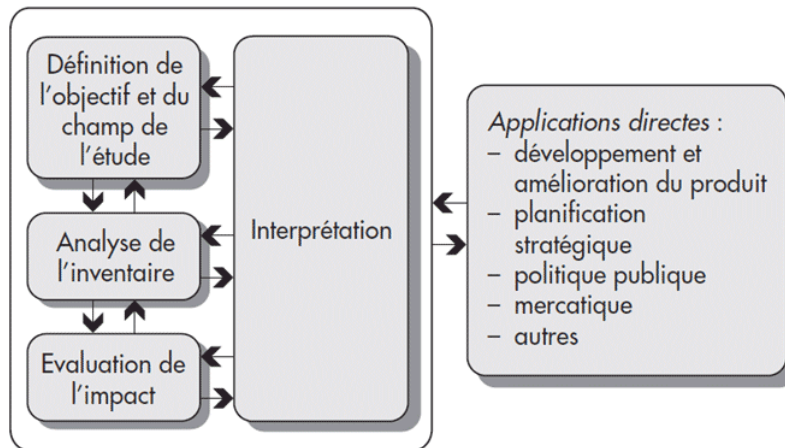 Définition de
l'objectif et du
champ de
l'étude
Analyse de
l'inventaire
Evaluation de
l'impact
Interprétation
Applications directes :
– développement et
amélioration du produit
– planification
stratégique
– politique publique
– mercatique
– autres